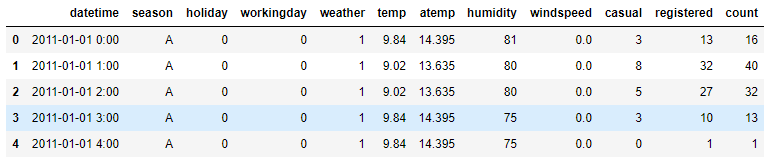 datetime season holiday workingday weather temp atemp humidity windspeed casual registered count
0 2011-01-01 0:00 A 0 0 1 9.84 14.395 81 0.0 3 13 16
1 2011-01-01 1:00 A 0 0 1 9.02 13.635 80 0.0 8 32 40
2 2011-01-01 2:00 A 0 0 1 9.02 13.635 80 0.0 5 27 32
3 2011-01-01 3:00 A 0 0 1 9.84 14.395 75 0.0 3 10 13
4 2011-01-01 4:00 A 0 0 1 9.84 14.395 75 0.0 0 1 1